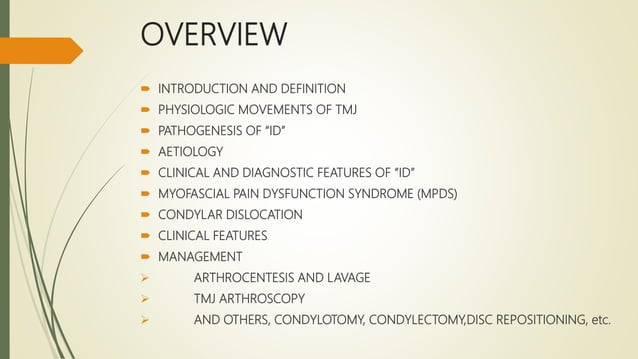 OVERVIEW
INTRODUCTION AND DEFINITION
PHYSIOLOGIC MOVEMENTS OF TMJ
PATHOGENESIS OF “ID”
AETIOLOGY
CLINICAL AND DIAGNOSTIC FEATURES OF “ID”
MYOFASCIAL PAIN DYSFUNCTION SYNDROME (MPDS)
CONDYLAR DISLOCATION
CLINICAL FEATURES
MANAGEMENT
ARTHROCENTESIS AND LAVAGE
TMJ ARTHROSCOPY
AND OTHERS, CONDYLOTOMY, CONDYLECTOMY,DISC REPOSITIONING, etc.